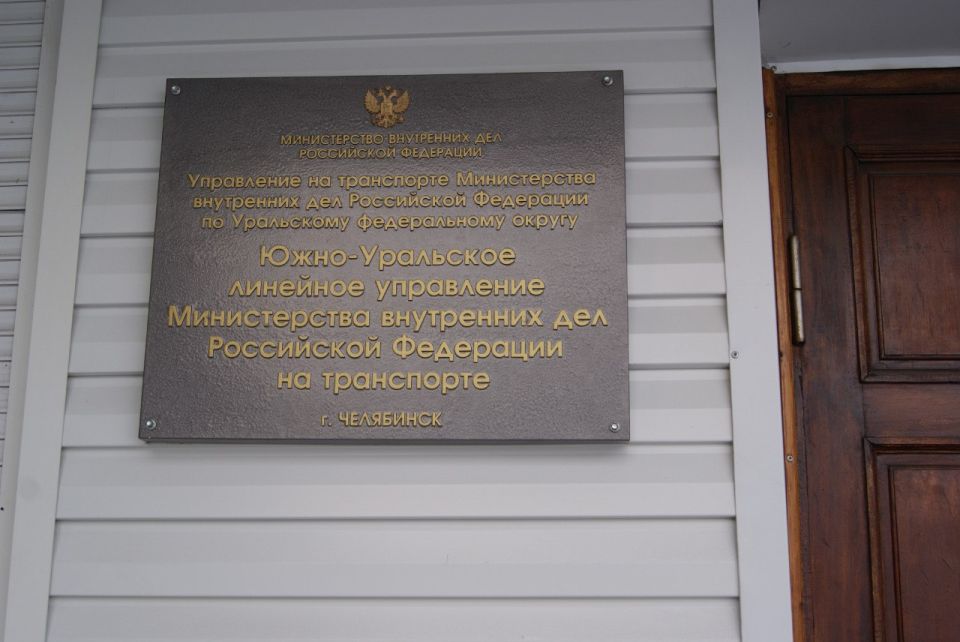 МИНИСТЕРСТВО ВНУТРЕННИХ ДЕЛ
РОССИЙСКОЙ ФЕДЕРАЦИИ
Управление на транспорте Министерства
внутренних дел Российской Федерации
по Уральскому федеральному округу
Южно-Уральское
линейное управление
Министерства внутренних дел
Российской Федерации
на транспорте
г. ЧЕЛЯБИНСК